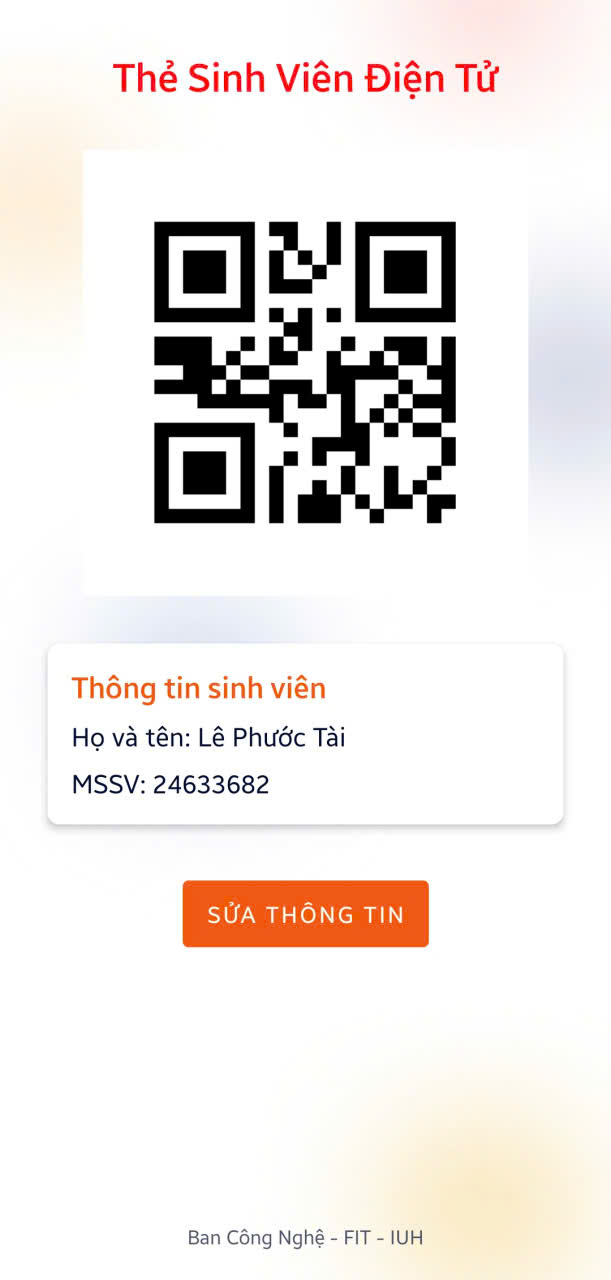 Thẻ Sinh Viên Điện Tử
Thông tin sinh viên
Họ và tên: Lê Phước Tài
MSSV: 24633682
SỬA THÔNG TIN
Ban Công Nghệ - FIT - IUH